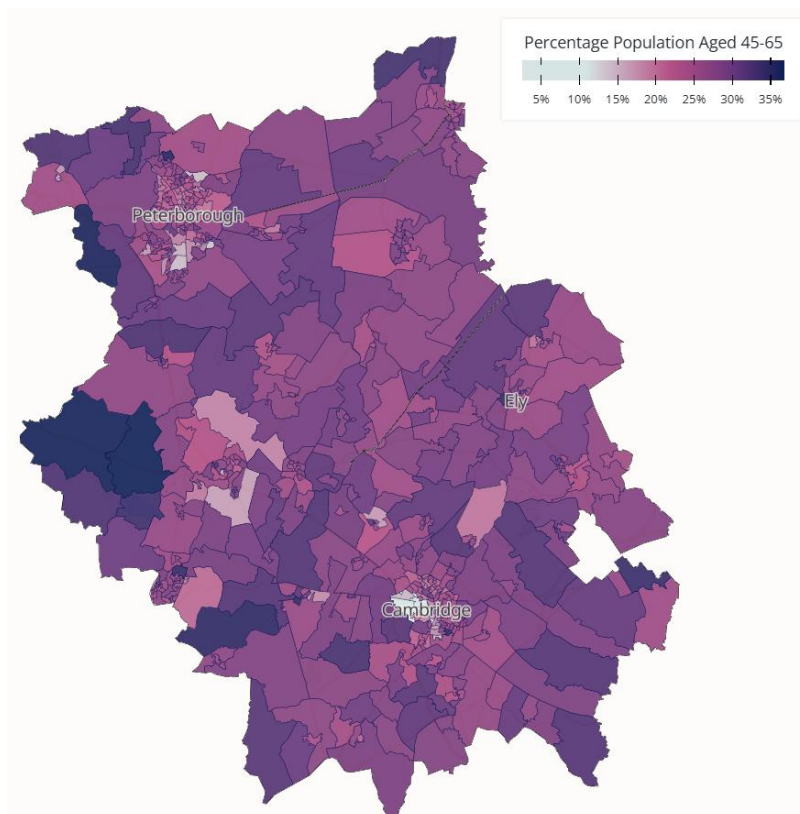 Percentage Population Aged 45-65
5% 10% 15% 20% 25% 30% 35%
Peterborough
Ely
Cambridge